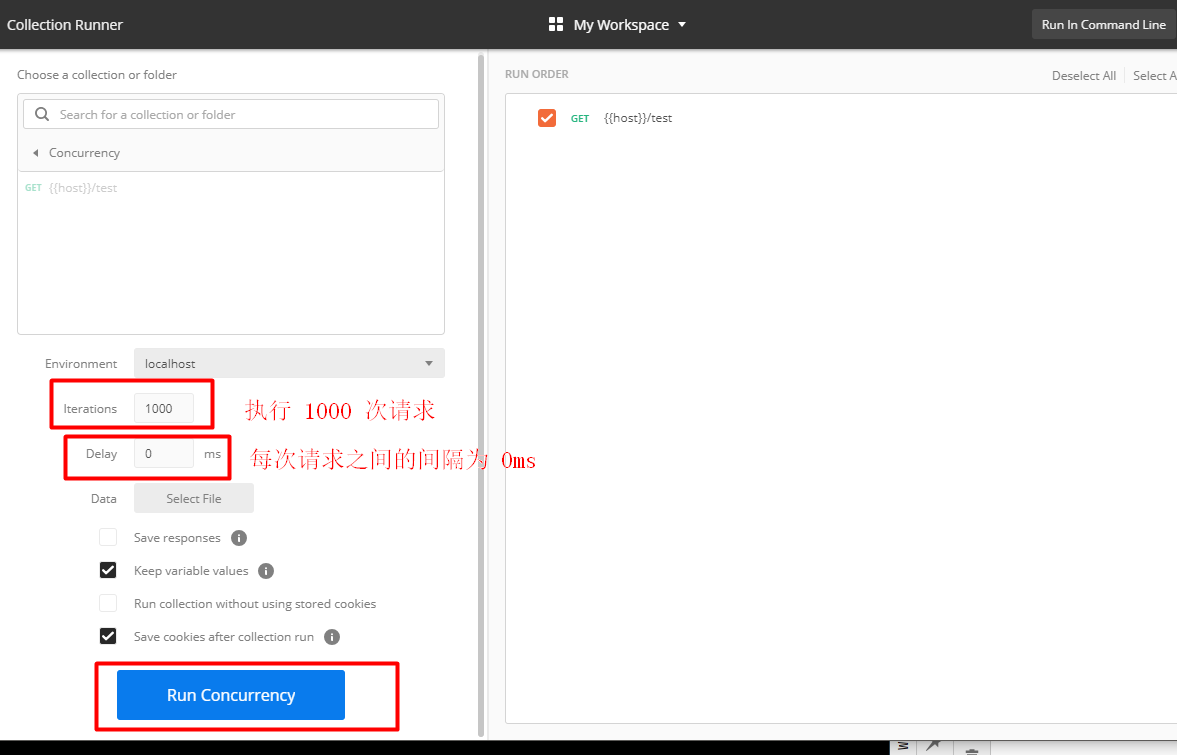 Collection Runner
My Workspace
Run In Command Line
Choose a collection or folder
Search for a collection or folder
Concurrency
GET {{host}}/test
Environment localhost
Iterations 1000
执行 1000 次请求
Delay 0 ms
每次请求之间的间隔为 0ms
Data Select File
Save responses
Keep variable values
Run collection without using stored cookies
Save cookies after collection run
Run Concurrency
RUN ORDER
Deselect All
Select A
GET {{host}}/test